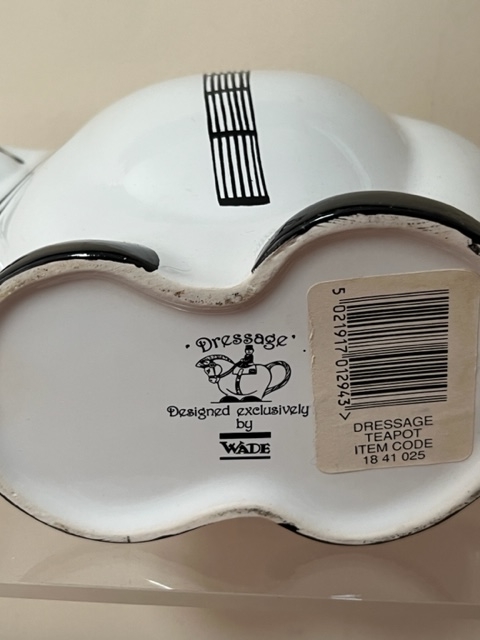 · Dressage ·
Designed exclusively
by
WADE
5 021917 012943 >
DRESSAGE
TEAPOT
ITEM CODE
18 41 025